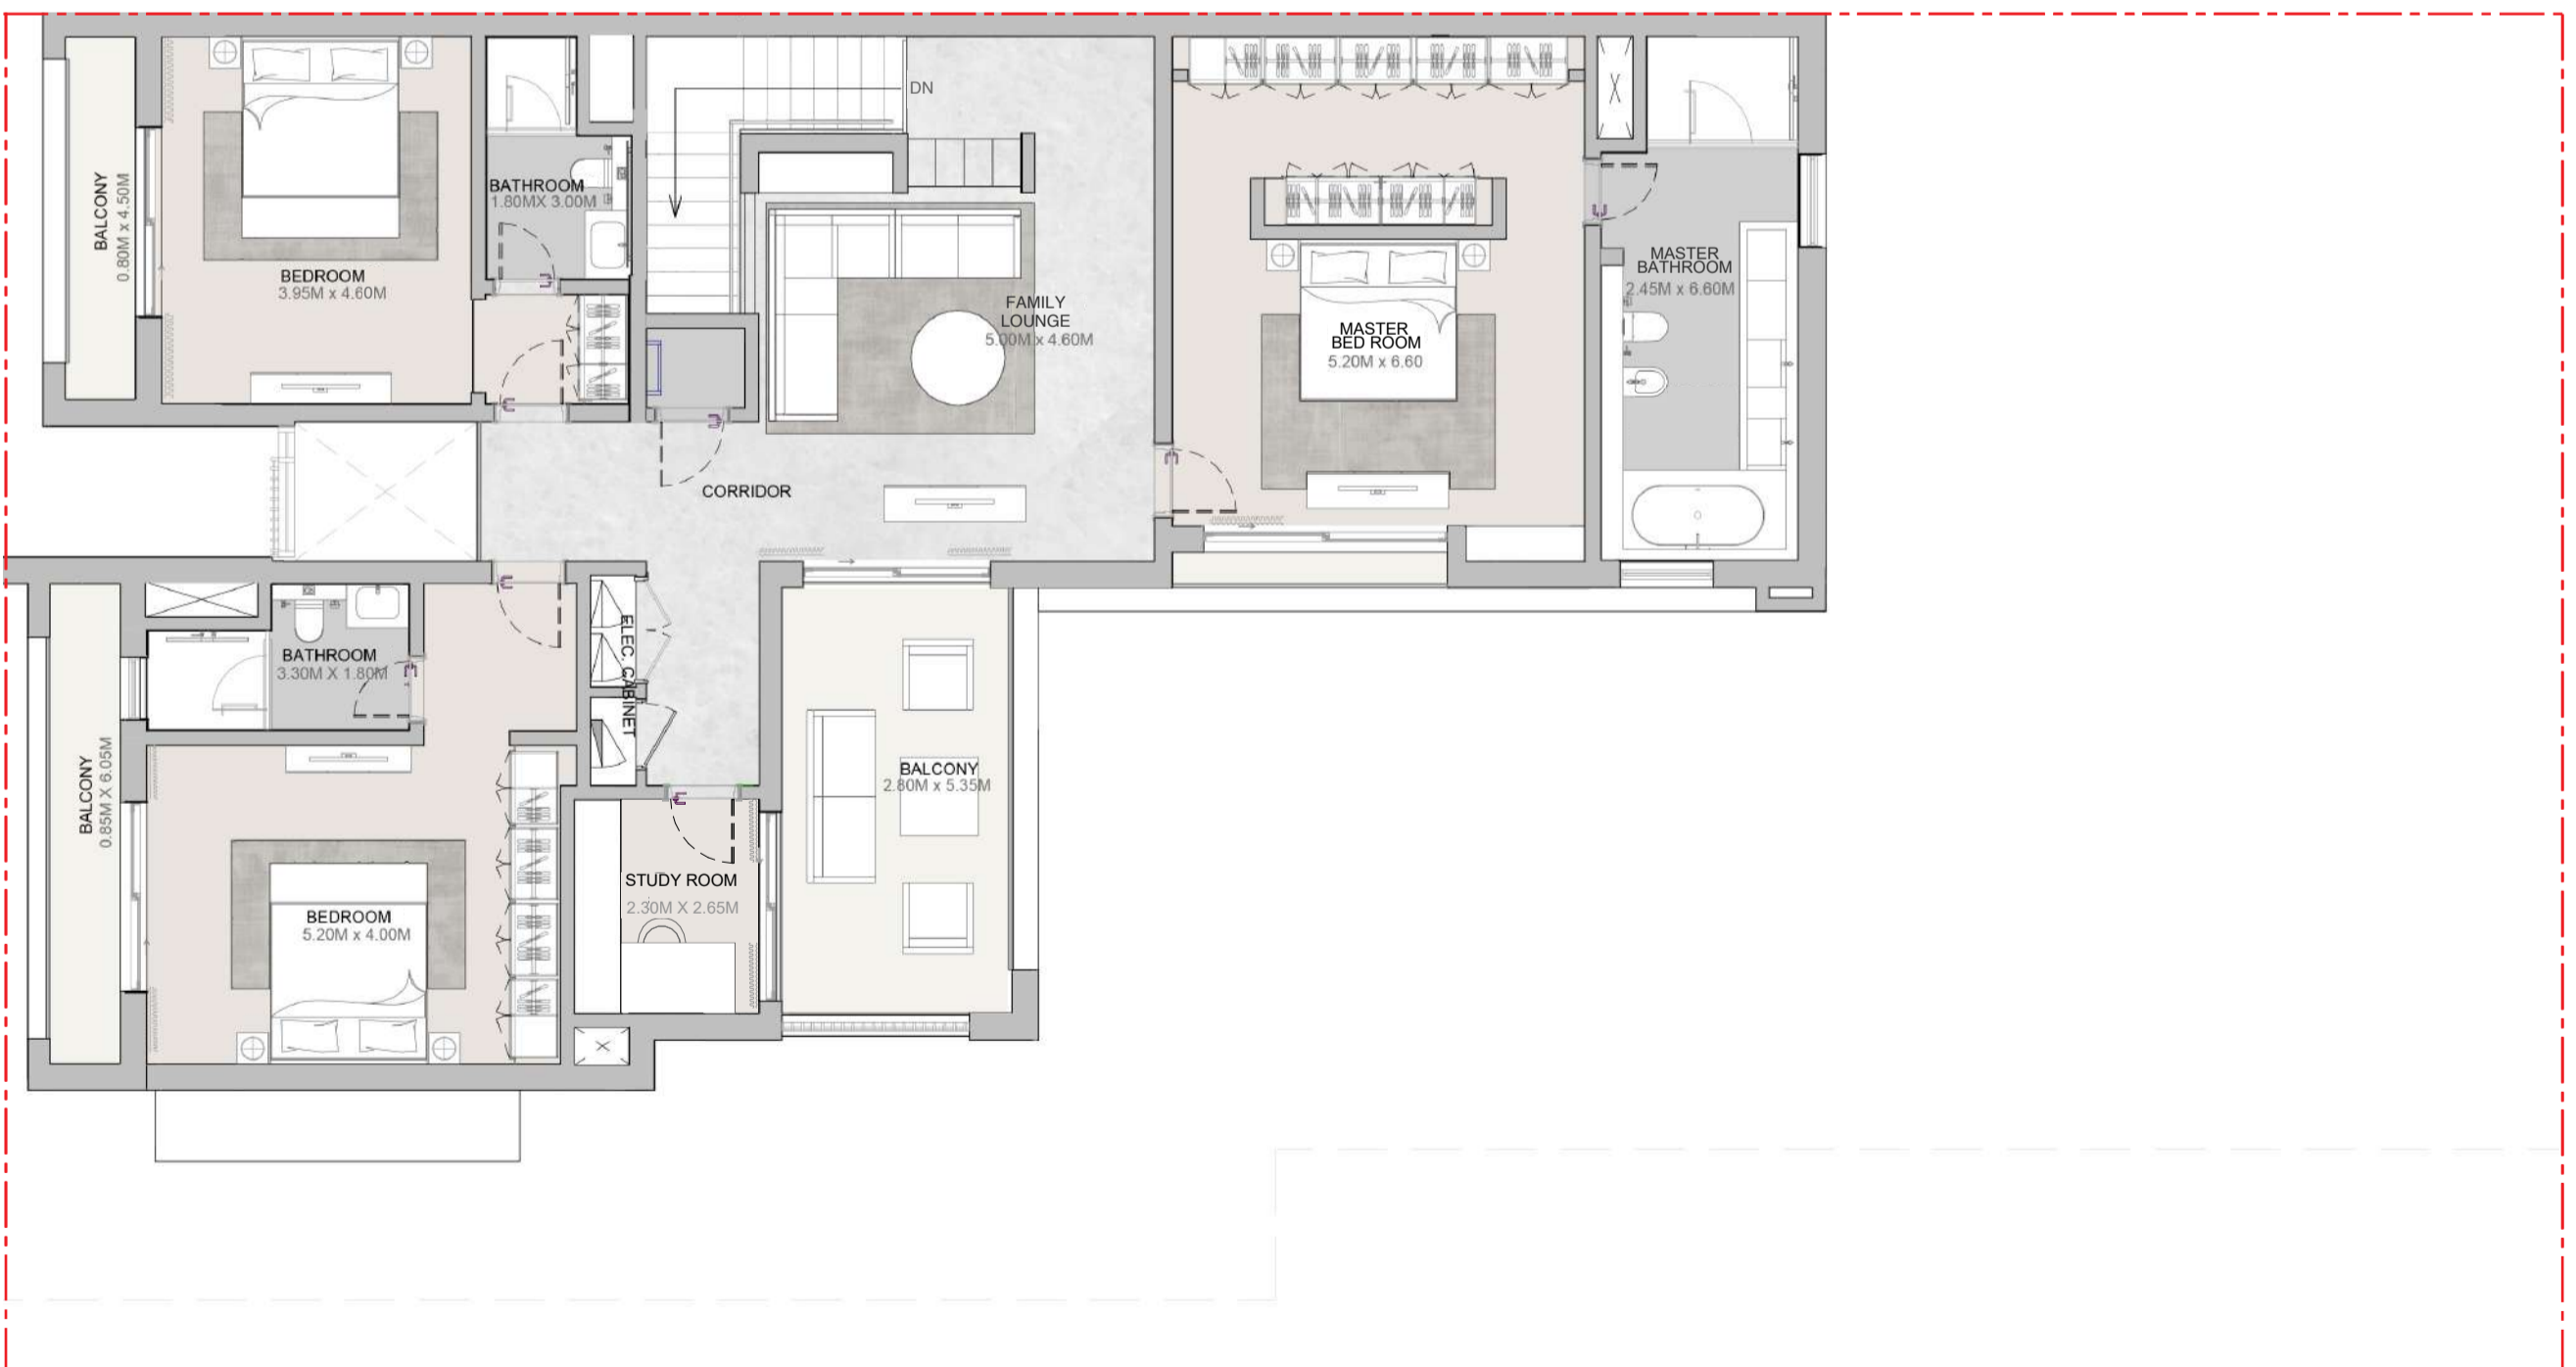 DN
BALCONY
0.80M x 4.50M
BEDROOM
3.95M x 4.60M
BATHROOM
1.80MX 3.00M
FAMILY
LOUNGE
5.00M x 4.60M
MASTER
BED ROOM
5.20M x 6.60
MASTER
BATHROOM
2.45M x 6.60M
CORRIDOR
BATHROOM
3.30M X 1.80M
ELEC. CABINET
BALCONY
0.85M X 6.05M
BALCONY
2.80M x 5.35M
STUDY ROOM
2.30M X 2.65M
BEDROOM
5.20M x 4.00M